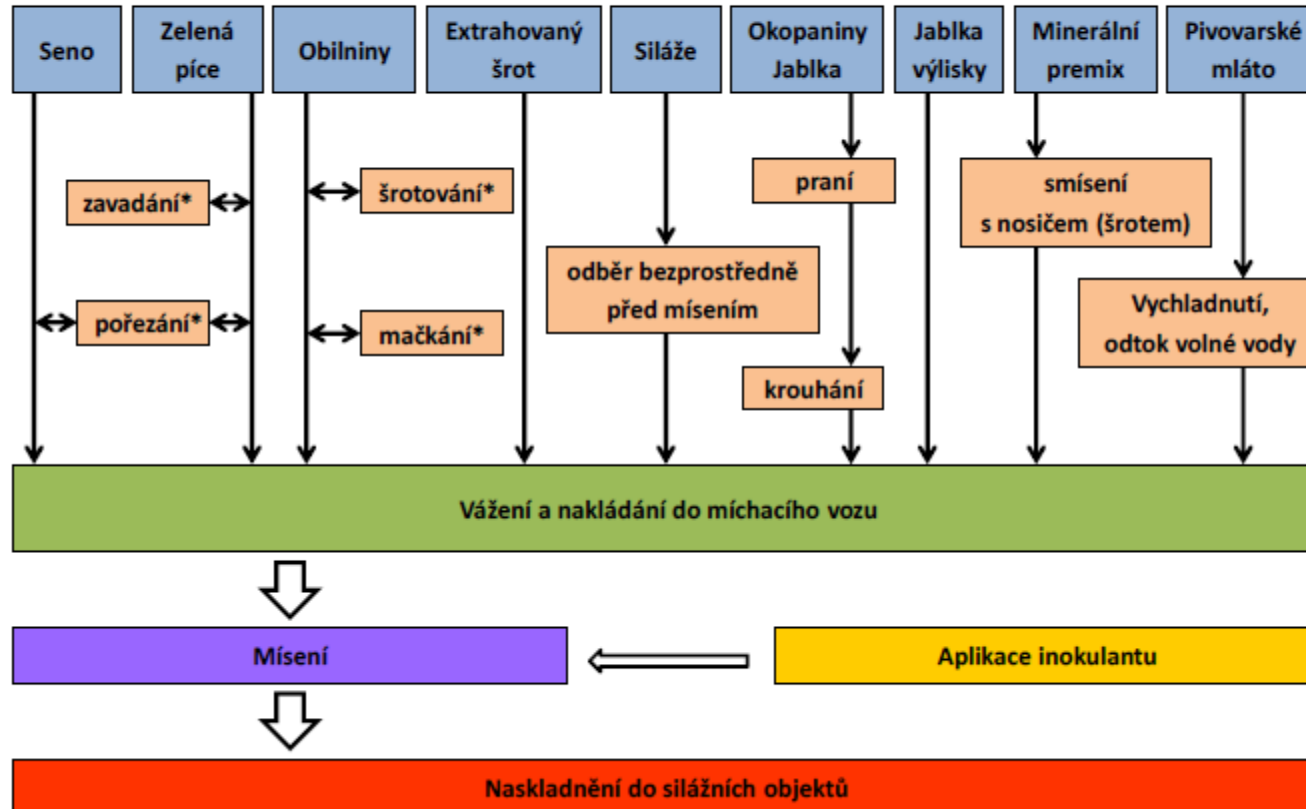 Seno
Zelená
píce
Obilniny
Extrahovaný
šrot
Siláže
Okopaniny
Jablka
Jablka
výlisky
Minerální
premix
Pivovarské
mláto
zavadání*
šrotování*
praní
smísení
s nosičem (šrotem)
odběr bezprostředně
před mísením
pořezání*
mačkání*
Vychladnutí,
odtok volné vody
krouhání
Vážení a nakládání do míchacího vozu
Mísení
Aplikace inokulantu
Naskladnění do silážních objektů